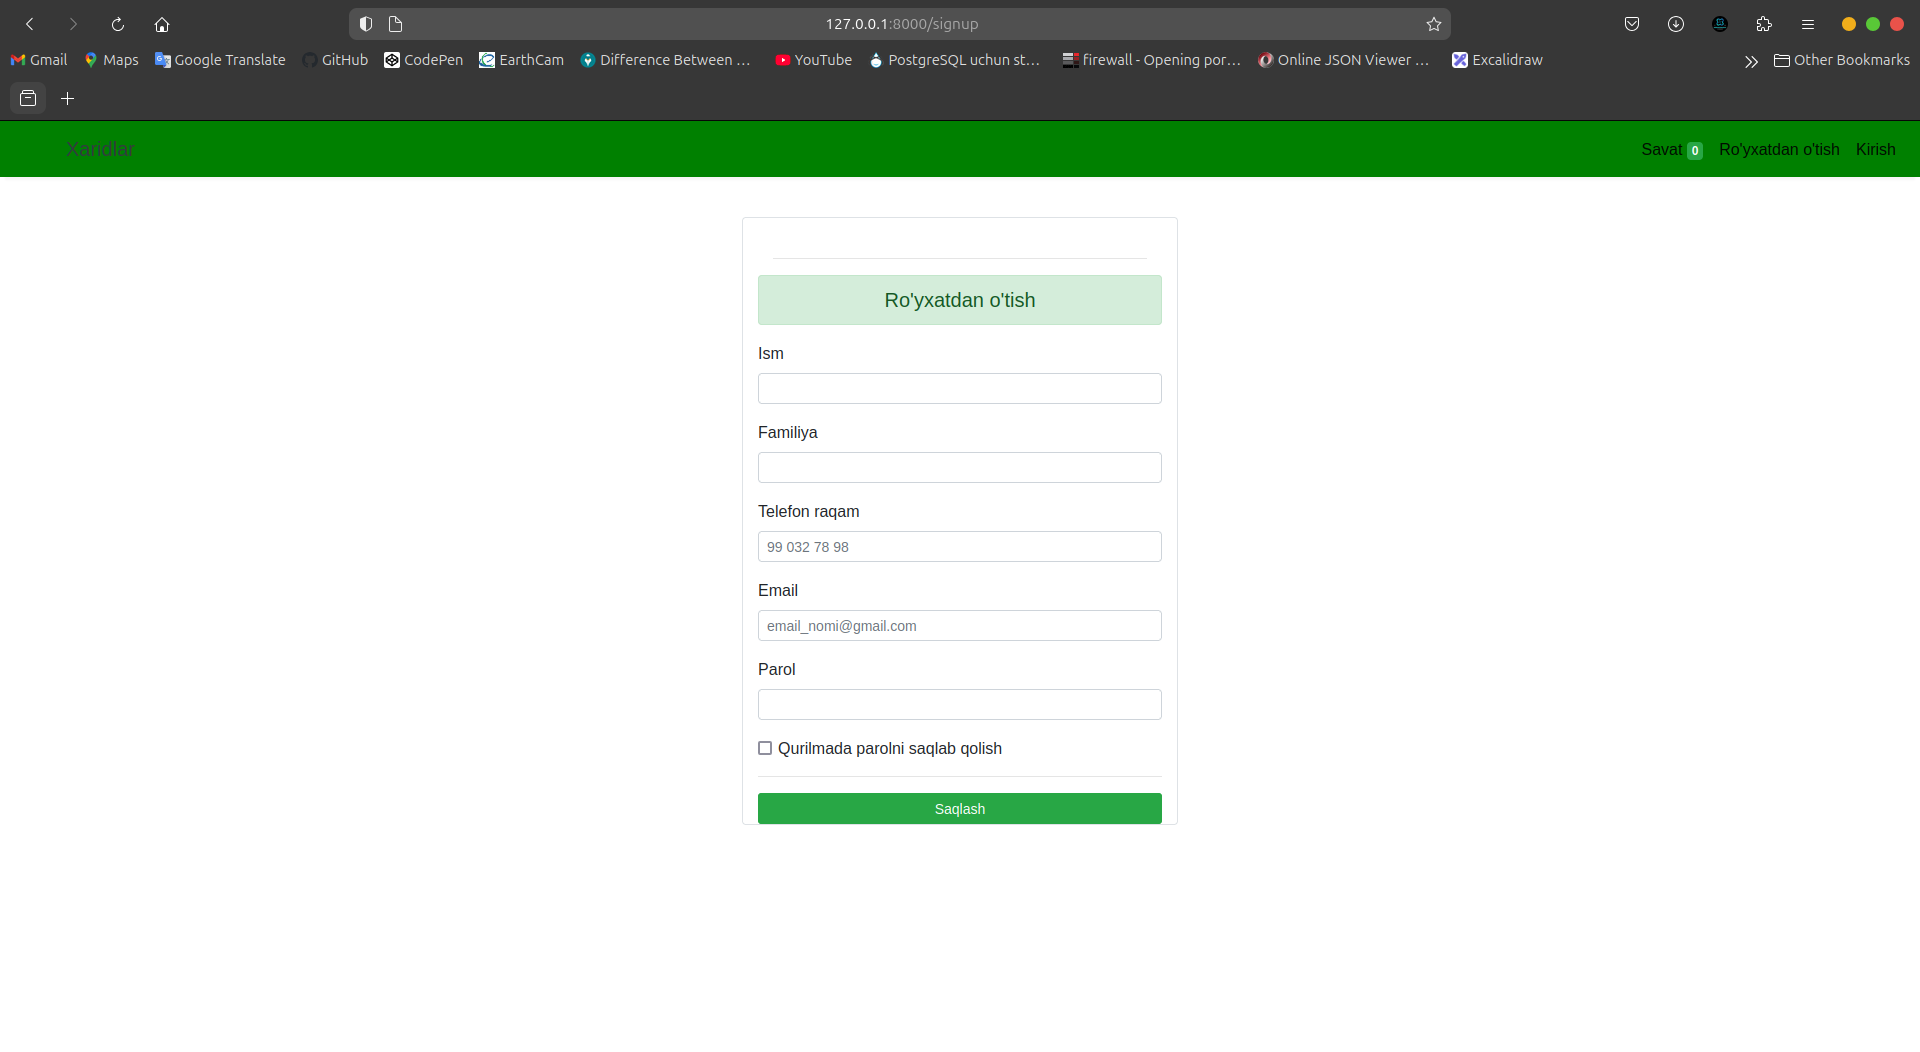 127.0.0.1:8000/signup
Gmail Maps Google Translate GitHub CodePen EarthCam Difference Between … YouTube PostgreSQL uchun st… firewall - Opening por… Online JSON Viewer … Excalidraw Other Bookmarks
Xaridlar Savat 0 Ro'yxatdan o'tish Kirish
Ro'yxatdan o'tish
Ism
Familiya
Telefon raqam
99 032 78 98
Email
email_nomi@gmail.com
Parol
Qurilmada parolni saqlab qolish
Saqlash